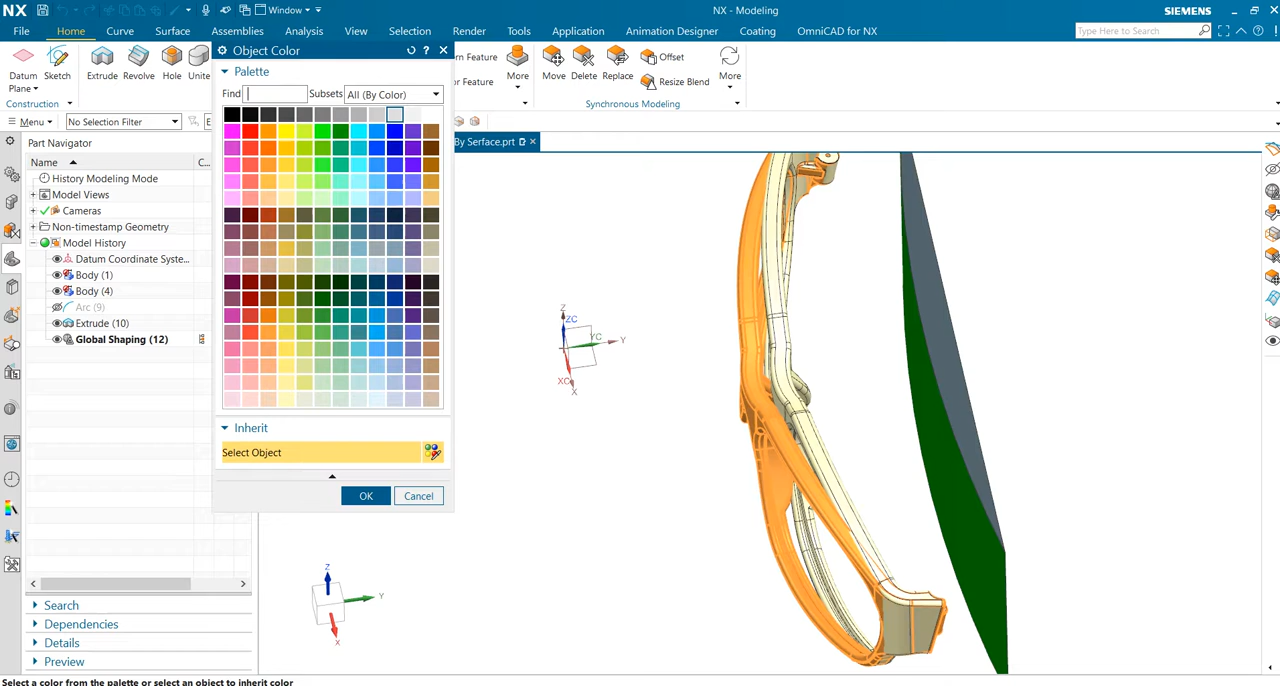 NX
Window
NX - Modeling
SIEMENS
File Home Curve Surface Assemblies Analysis View Selection Render Tools Application Animation Designer Coating OmniCAD for NX
Type Here to Search
Object Color
Datum Plane
Sketch
Extrude
Revolve
Hole
Unite
rn Feature
r Feature
More
Move
Delete
Replace
Offset
Resize Blend
More
Construction
Synchronous Modeling
Menu
No Selection Filter
E
By Serface.prt
Palette
Find
Subsets
All (By Color)
Part Navigator
Name
C...
History Modeling Mode
Model Views
Cameras
Non-timestamp Geometry
Model History
Datum Coordinate Syste...
Body (1)
Body (4)
Arc (9)
Extrude (10)
Global Shaping (12)
Inherit
Select Object
OK
Cancel
Z
ZC
YC
Y
XC
X
Z
Y
X
Search
Dependencies
Details
Preview
Select a color from the palette or select an object to inherit color